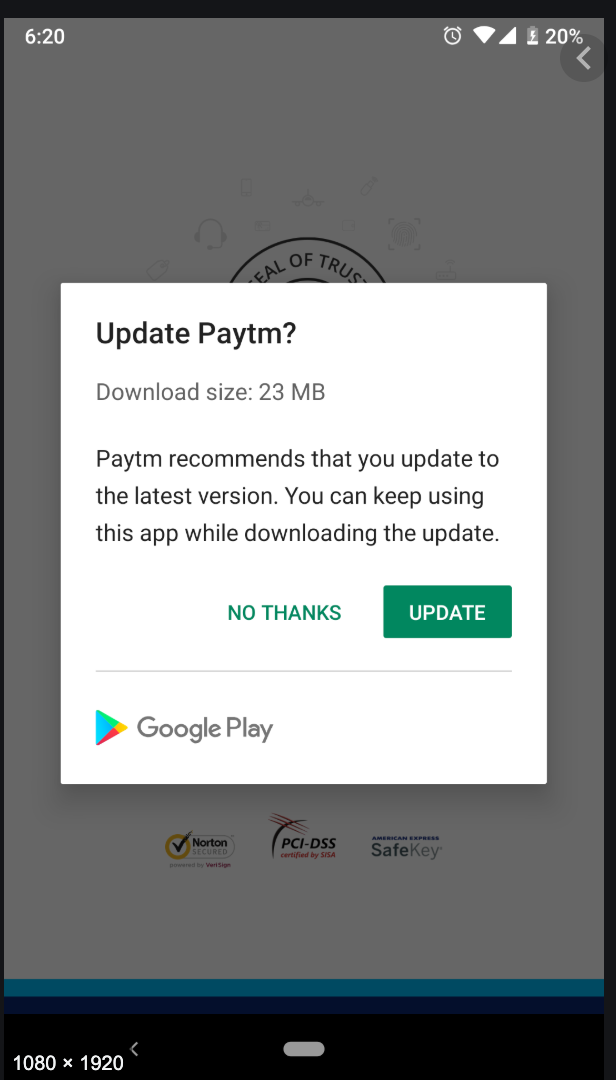 6:20
20%
SEAL OF TRUST
Update Paytm?
Download size: 23 MB
Paytm recommends that you update to
the latest version. You can keep using
this app while downloading the update.
NO THANKS
UPDATE
Google Play
Norton
SECURED
powered by VeriSign
PCI-DSS
certified by SISA
AMERICAN EXPRESS
SafeKey
1080 × 1920